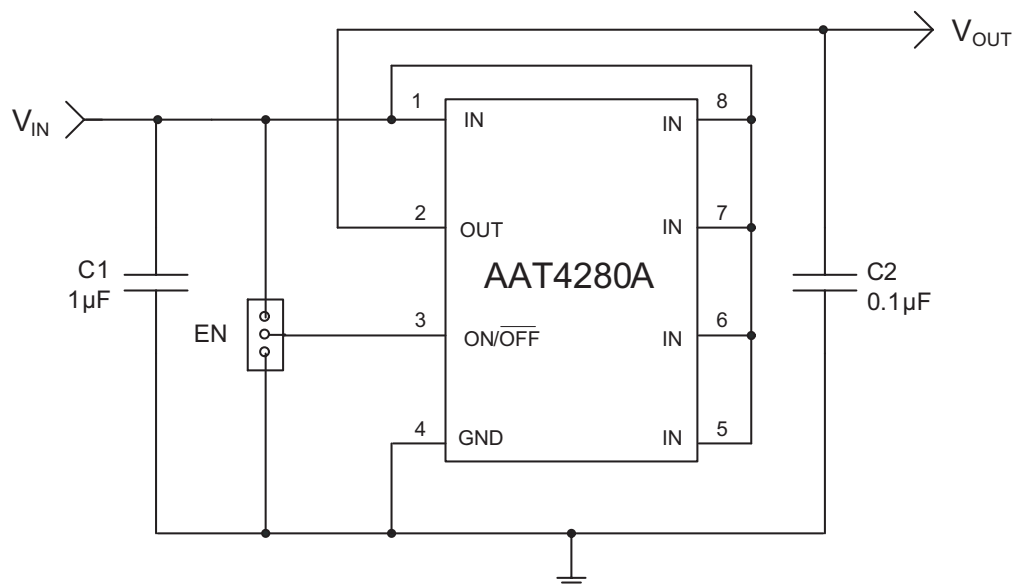 V_OUT
V_IN
1
IN
8
IN
2
OUT
7
IN
AAT4280A
C1
1µF
C2
0.1µF
EN
3
ON/O̅F̅F̅
6
IN
4
GND
5
IN